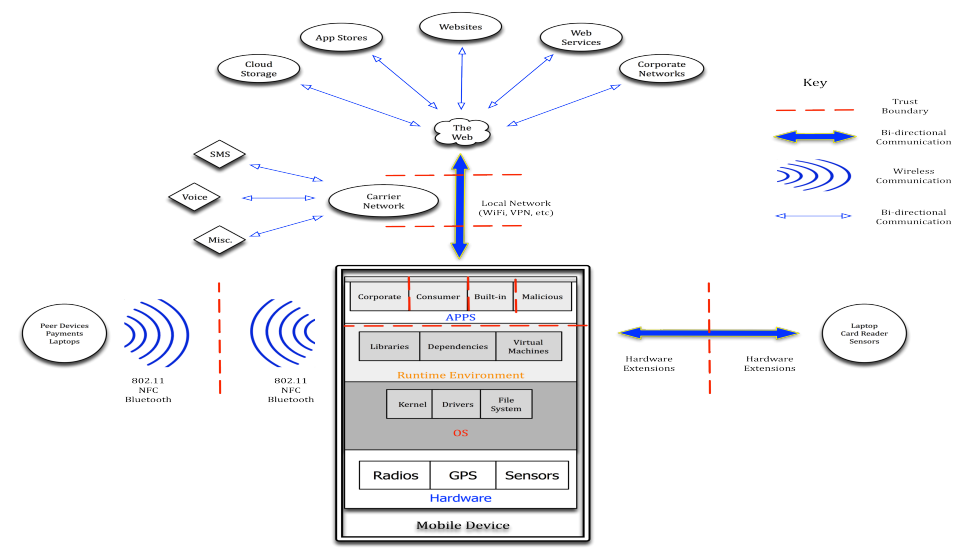 Websites
App Stores
Web
Services
Cloud
Storage
Corporate
Networks
The
Web
Key
Trust
Boundary
Bi-directional
Communication
Wireless
Communication
Bi-directional
Communication
SMS
Voice
Misc.
Carrier
Network
Local Network
(WiFi, VPN, etc)
Peer Devices
Payments
Laptops
802.11
NFC
Bluetooth
802.11
NFC
Bluetooth
Corporate Consumer Built-in Malicious
APPS
Libraries Dependencies Virtual
Machines
Runtime Environment
Kernel Drivers File
System
OS
Radios GPS Sensors
Hardware
Mobile Device
Hardware
Extensions
Hardware
Extensions
Laptop
Card Reader
Sensors